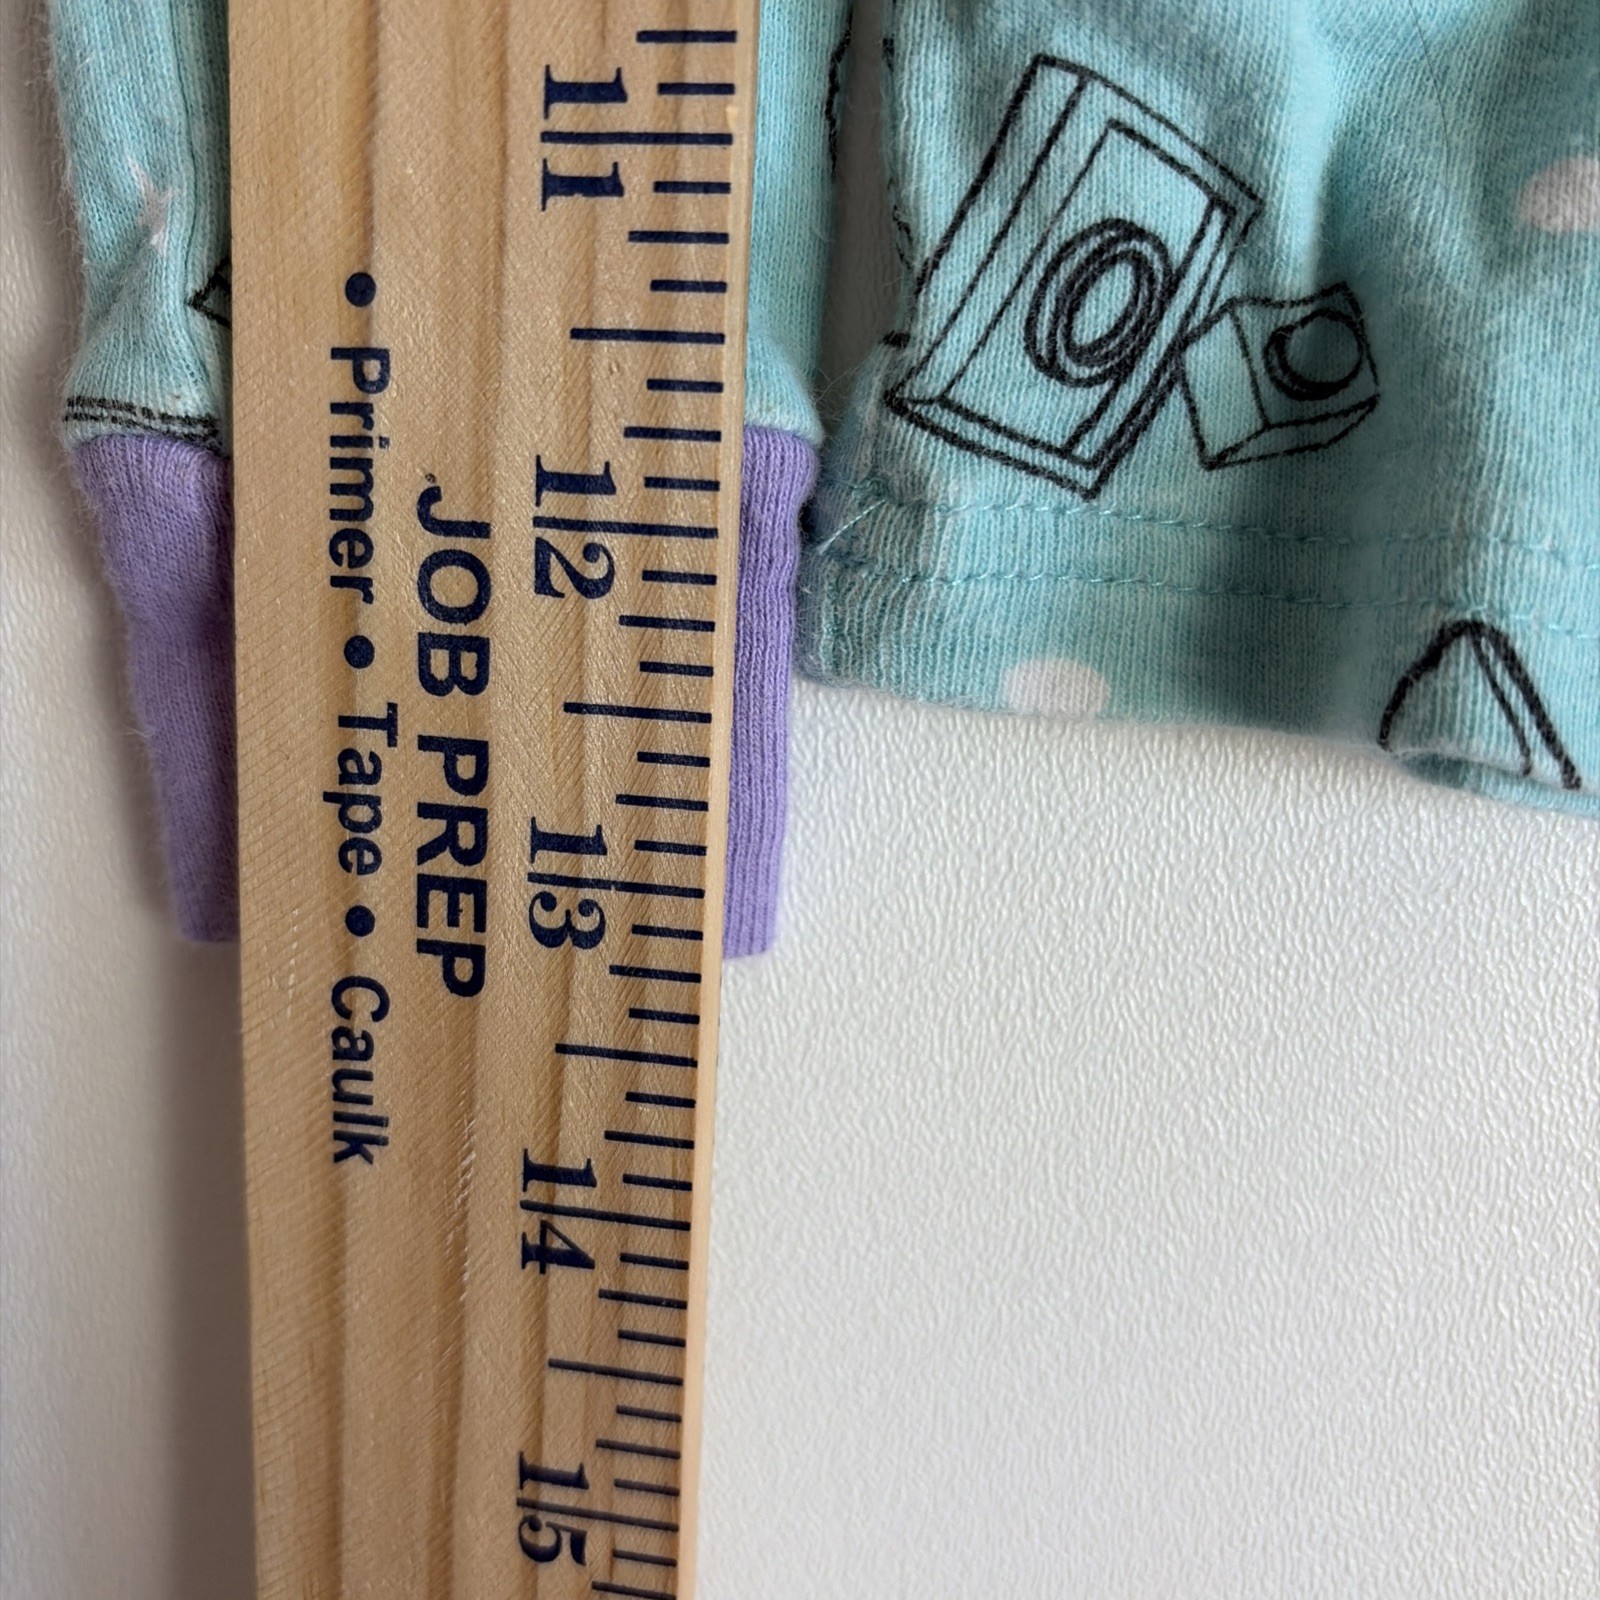 11
12
13
14
15
JOB PREP
• Primer • Tape • Caulk